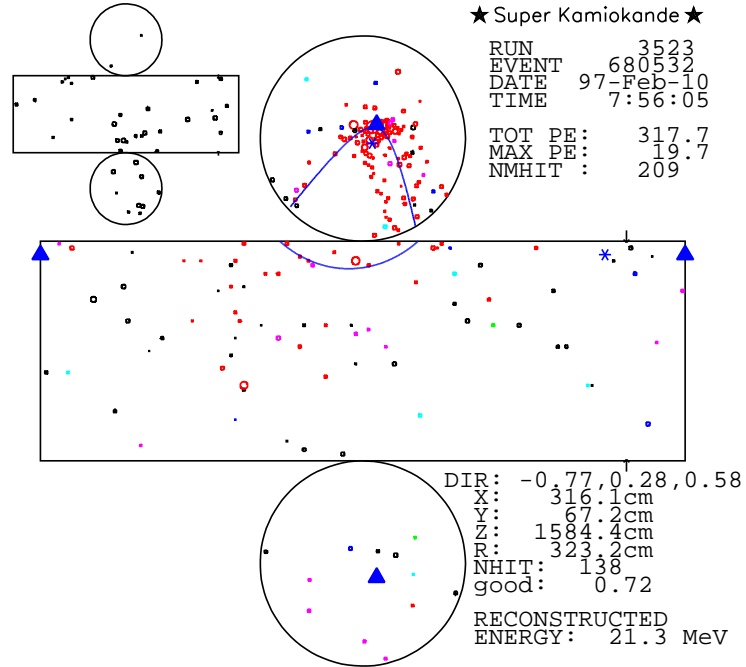 ★ Super Kamiokande ★
RUN 3523
EVENT 680532
DATE 97-Feb-10
TIME 7:56:05
TOT PE: 317.7
MAX PE: 19.7
NMHIT : 209
DIR: -0.77,0.28,0.58
X: 316.1cm
Y: 67.2cm
Z: 1584.4cm
R: 323.2cm
NHIT: 138
good: 0.72
RECONSTRUCTED
ENERGY: 21.3 MeV